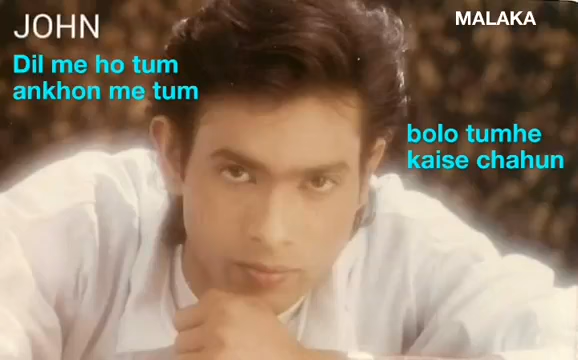 JOHN
MALAKA
Dil me ho tum
ankhon me tum
bolo tumhe
kaise chahun